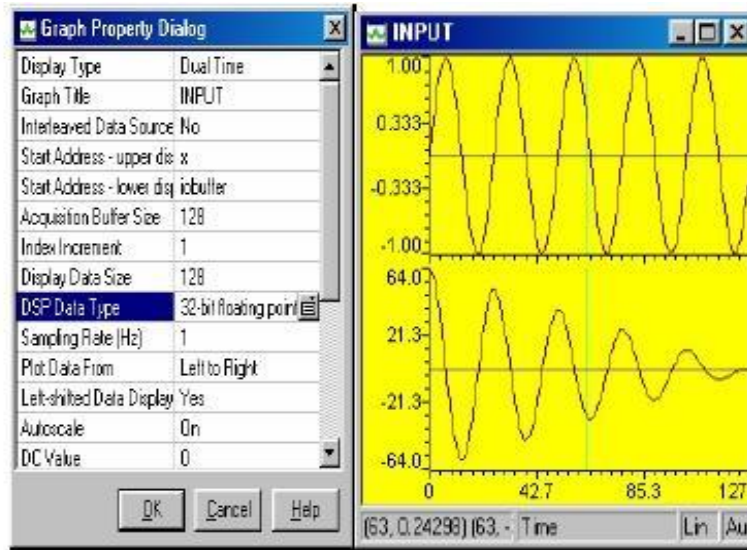 Graph Property Dialog
Display Type Dual Time
Graph Title INPUT
Interleaved Data Source No
Start Address - upper dis x
Start Address - lower disp iobuffer
Acquisition Buffer Size 128
Index Increment 1
Display Data Size 128
DSP Data Type 32-bit floating point
Sampling Rate (Hz) 1
Plot Data From Left to Right
Left-shifted Data Display Yes
Autoscale On
DC Value 0
OK Cancel Help
INPUT
1.00
0.333
-0.333
-1.00
64.0
21.3
-21.3
-64.0
0 42.7 85.3 127
(63, 0.24298) (63, - Time Lin Au